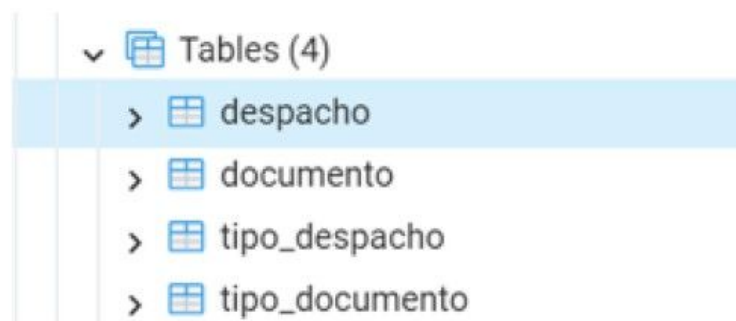 Tables (4)
despacho
documento
tipo_despacho
tipo_documento